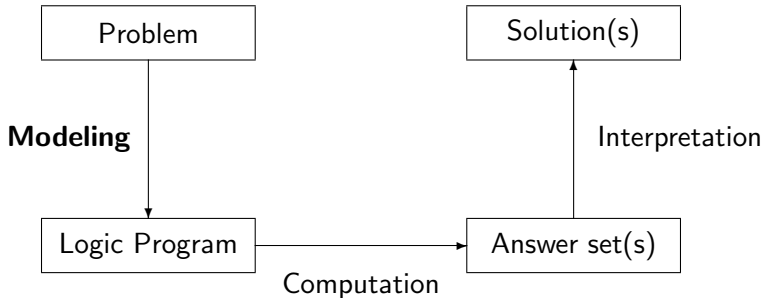 Problem
Solution(s)
Modeling
Interpretation
Logic Program
Answer set(s)
Computation